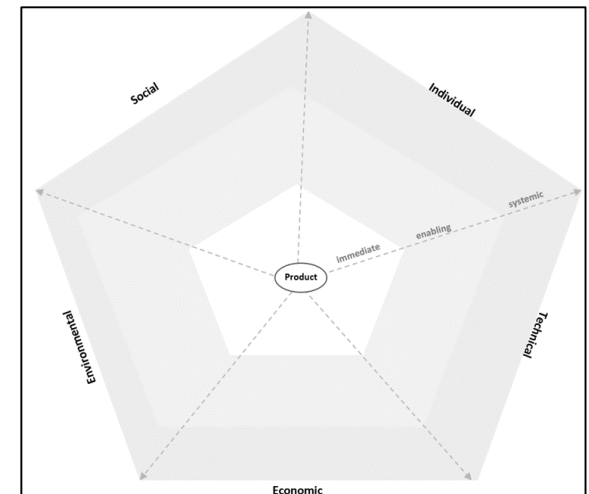 Social
Individual
systemic
enabling
immediate
Product
Environmental
Technical
Economic